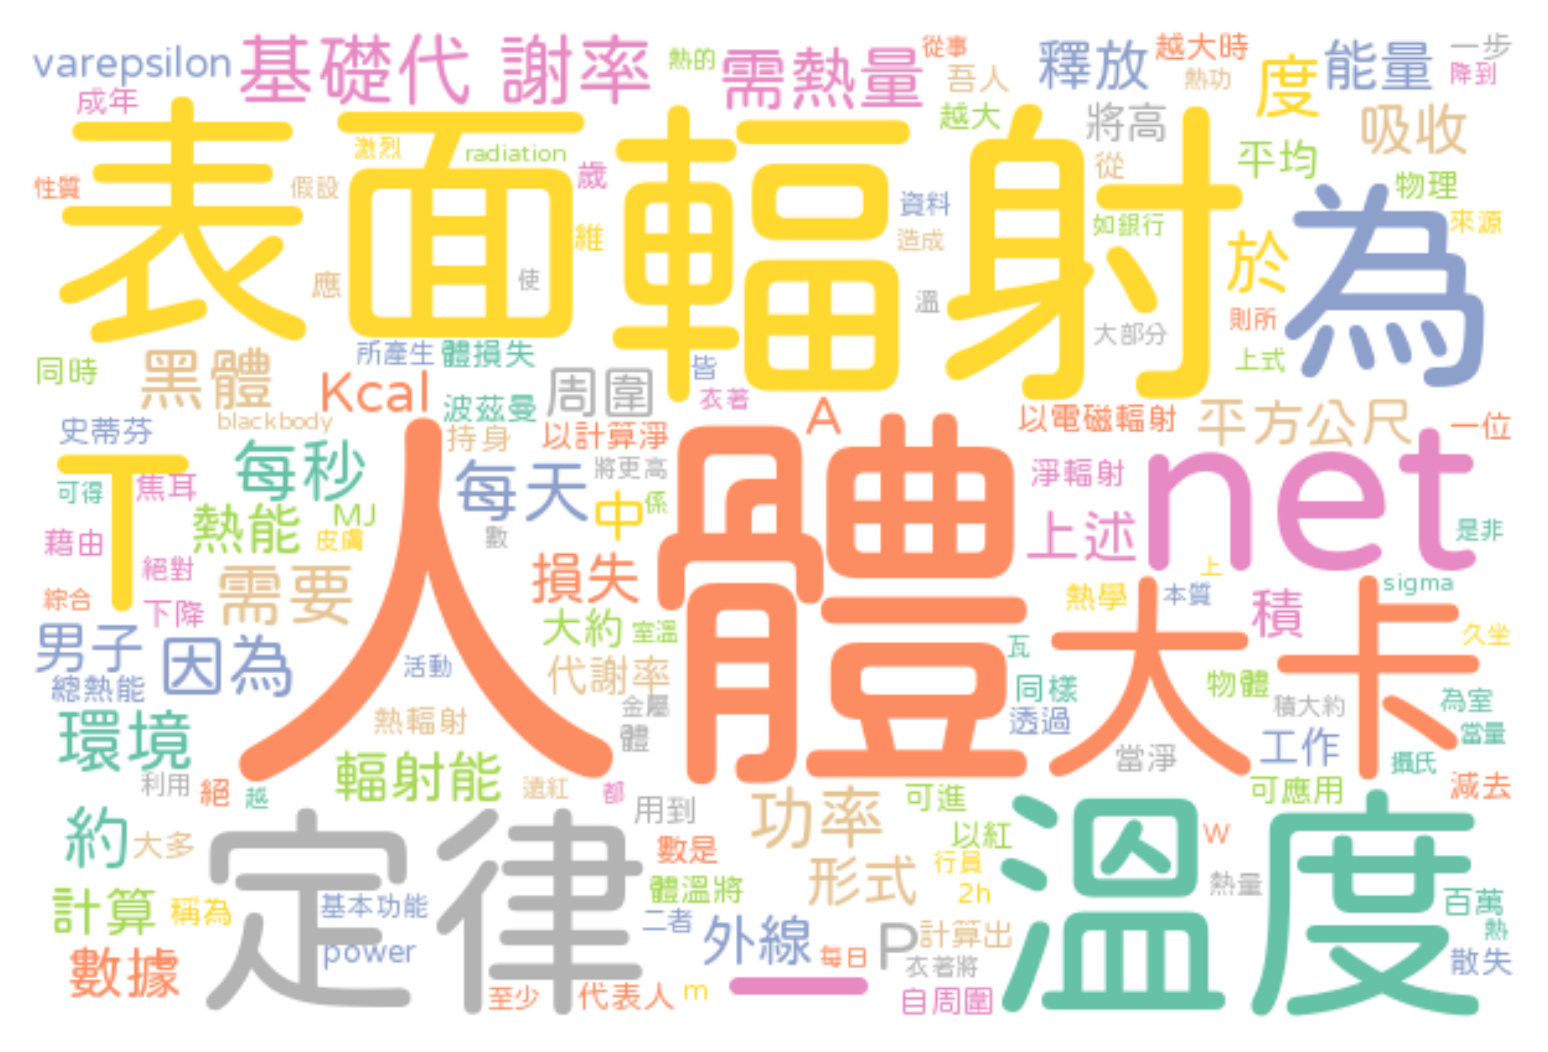 varepsilon 基礎代 謝率 熱的 需熱量 從事 吾人 釋放 越大時 熱功 度 能量 一步 降到
成年 越大 將高 吸收
表面輻射 為
激烈 radiation 歲 從 平均 物理
性質 假設 資料 如銀行 來源
維 造成 於
應 使 溫 大部分 則所
同時 黑體 所產生 體損失 皆 上式
Kcal 波茲曼 周圍 衣著 A 以電磁輻射 平方公尺 一位
史蒂芬 blackbody 持身 以計算淨
T 每秒 人體 每天 將更高 淨輻射 net
可得 焦耳 中 係
熱能 MJ 皮膚 數 上述 是非
藉由 絕對 需要 損失 熱學 本質 上 sigma
綜合 下降 大約 室溫 積
男子 因為 瓦 大卡 久坐
總熱能 活動 代謝率 同樣 物體
環境 熱輻射 金屬 透過 積大約 為室
體 工作 當量
輻射能 當淨 攝氏
利用 絕 越 遠紅 都 用到 可進 可應用 減去
約 大多 定律 功率 以紅 溫度 W
數是 形式 行員
計算 稱為 基本功能 體溫將 2h 熱量 百萬
二者 外線 P 計算出 熱
數據 power 每日 衣著將 散失
至少 代表人 m 自周圍